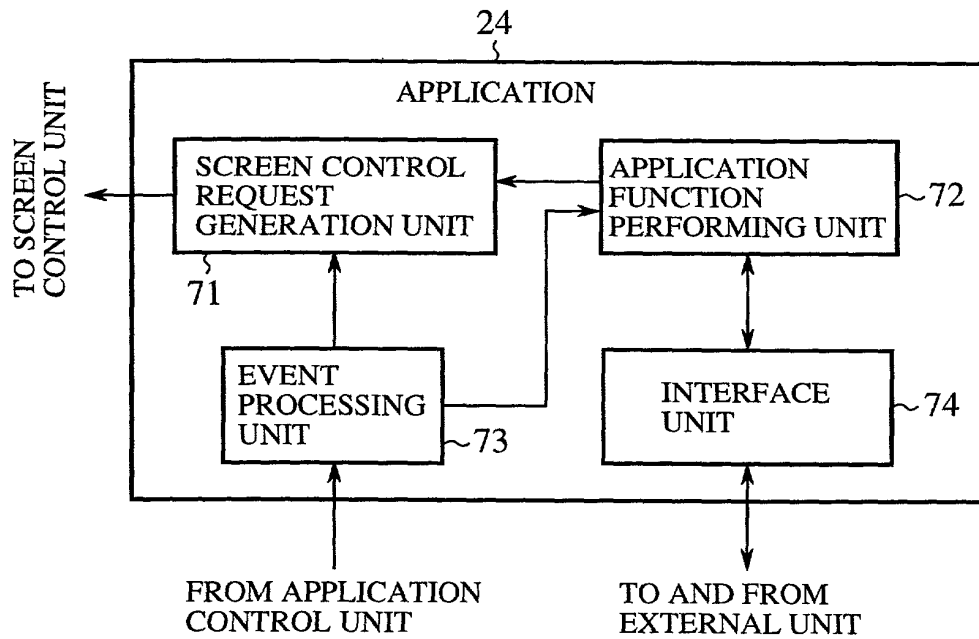 24
APPLICATION
TO SCREEN
CONTROL UNIT
SCREEN CONTROL
REQUEST
GENERATION UNIT
71
APPLICATION
FUNCTION
PERFORMING UNIT
72
EVENT
PROCESSING
UNIT
73
INTERFACE
UNIT
74
FROM APPLICATION
CONTROL UNIT
TO AND FROM
EXTERNAL UNIT